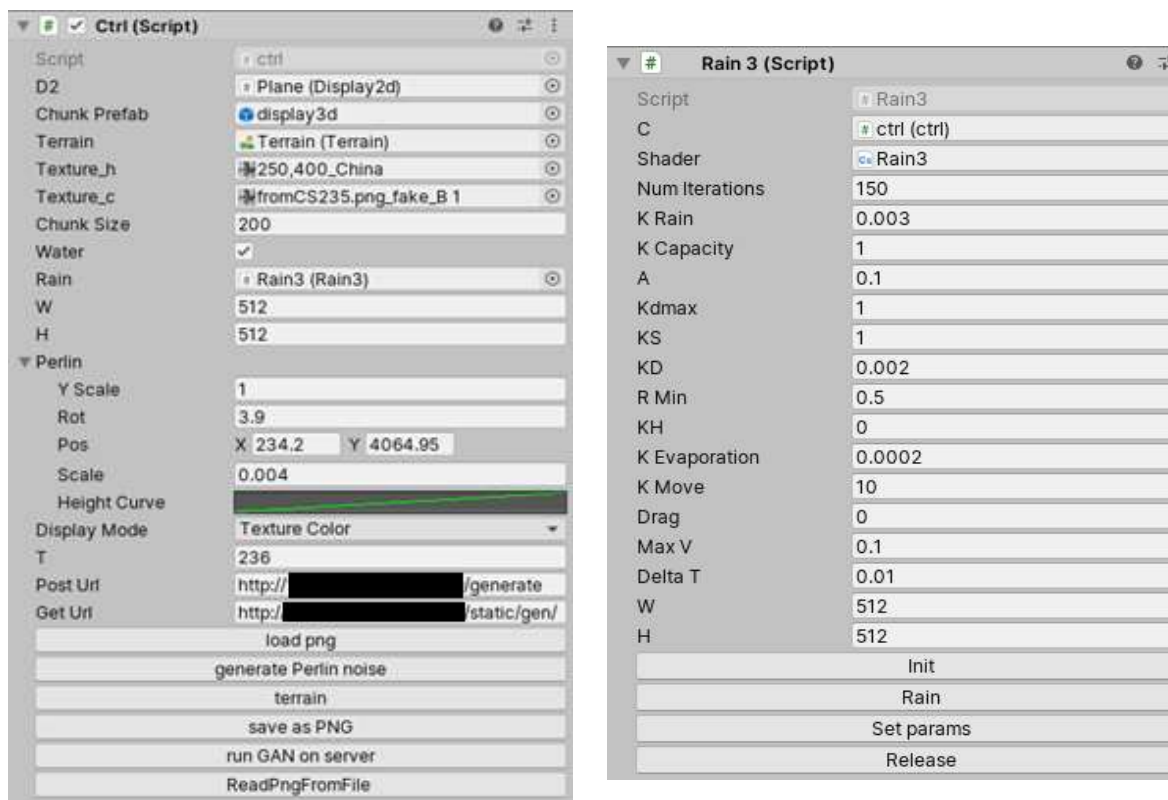 Ctrl (Script)
Script ctrl
D2 Plane (Display2d)
Chunk Prefab display3d
Terrain Terrain (Terrain)
Texture_h 250,400_China
Texture_c fromCS235.png_fake_B 1
Chunk Size 200
Water
Rain Rain3 (Rain3)
W 512
H 512
Perlin
Y Scale 1
Rot 3.9
Pos X 234.2 Y 4064.95
Scale 0.004
Height Curve
Display Mode Texture Color
T 236
Post Url http:// /generate
Get Url http:/ /static/gen/
load png
generate Perlin noise
terrain
save as PNG
run GAN on server
ReadPngFromFile
Rain 3 (Script)
Script Rain3
C ctrl (ctrl)
Shader Rain3
Num Iterations 150
K Rain 0.003
K Capacity 1
A 0.1
Kdmax 1
KS 1
KD 0.002
R Min 0.5
KH 0
K Evaporation 0.0002
K Move 10
Drag 0
Max V 0.1
Delta T 0.01
W 512
H 512
Init
Rain
Set params
Release